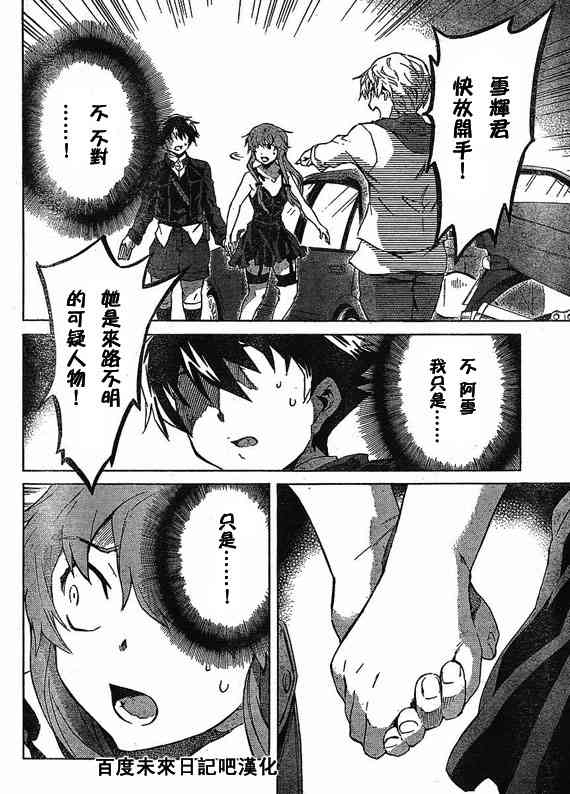 雪輝君
快放開手！
不 不對
……！
她是來路不明
的可疑人物！
不 阿雪
我只是……
只是
……！
百度未來日記吧漢化